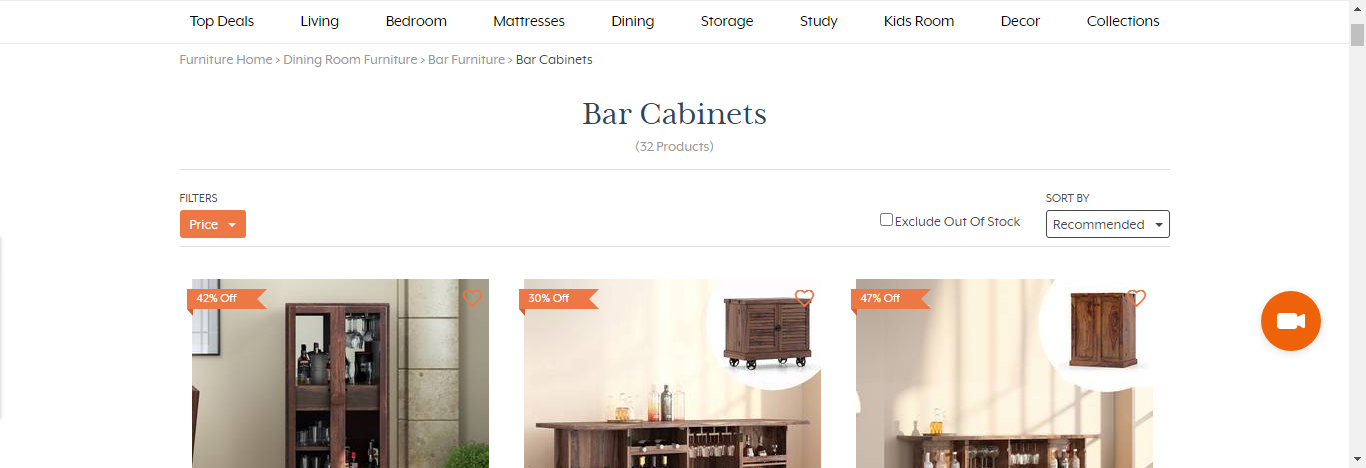 Top Deals Living Bedroom Mattresses Dining Storage Study Kids Room Decor Collections
Furniture Home > Dining Room Furniture > Bar Furniture > Bar Cabinets
Bar Cabinets
(32 Products)
FILTERS
Price
Exclude Out Of Stock
SORT BY
Recommended
42% Off
30% Off
47% Off